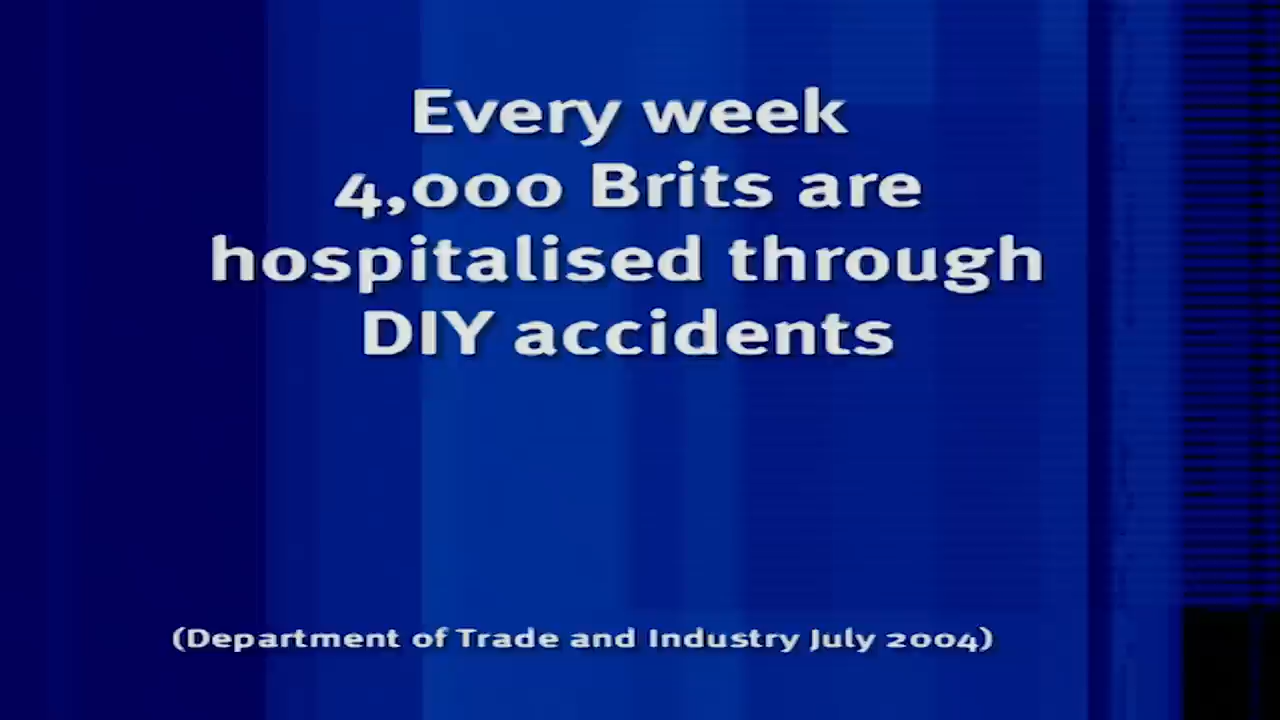 Every week
4,000 Brits are
hospitalised through
DIY accidents
(Department of Trade and Industry July 2004)